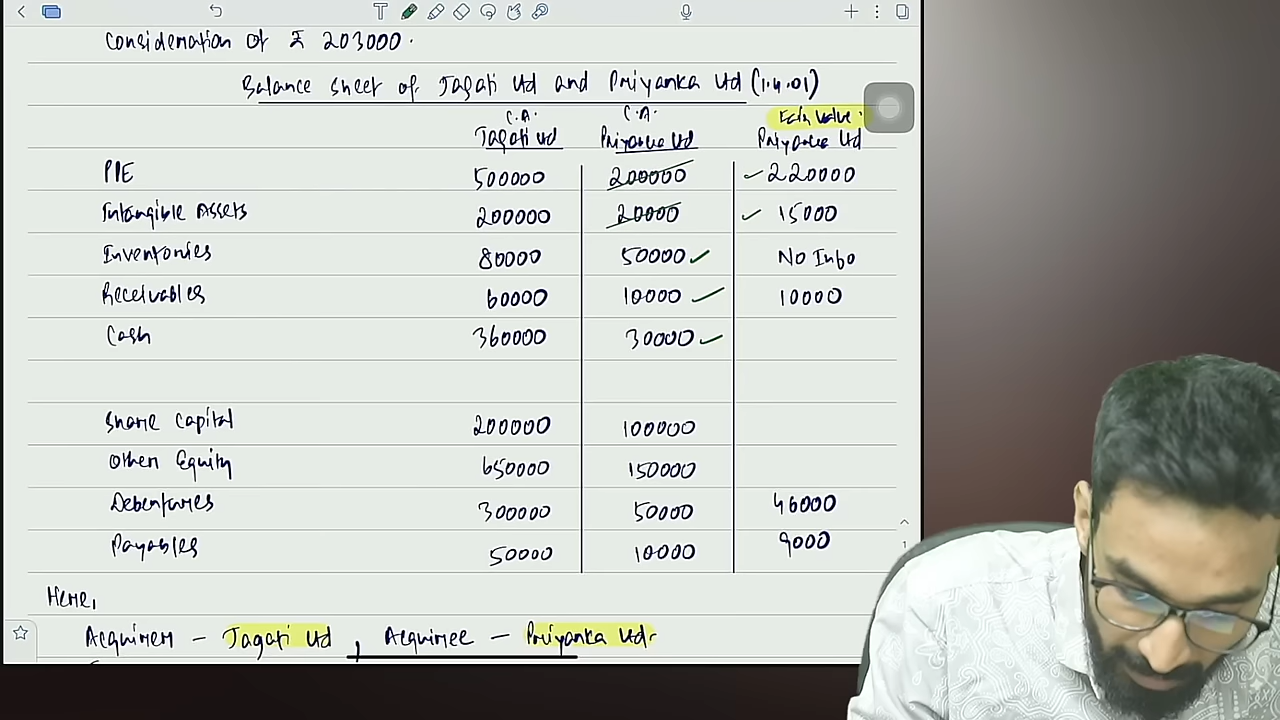 Consideration of ₹ 203000.
Balance sheet of Jagati Ltd and Priyanka Ltd (1.4.01)
C.A. C.A. Fair Value
Jagati Ltd Priyanka Ltd Priyanka Ltd
PPE 500000 200000 220000
Intangible Assets 200000 20000 15000
Inventories 80000 50000 No Info
Receivables 60000 10000 10000
Cash 360000 30000
Share Capital 200000 100000
Other Equity 650000 150000
Debentures 300000 50000 46000
Payables 50000 10000 9000
Here,
Acquirer - Jagati Ltd, Acquiree - Priyanka Ltd.